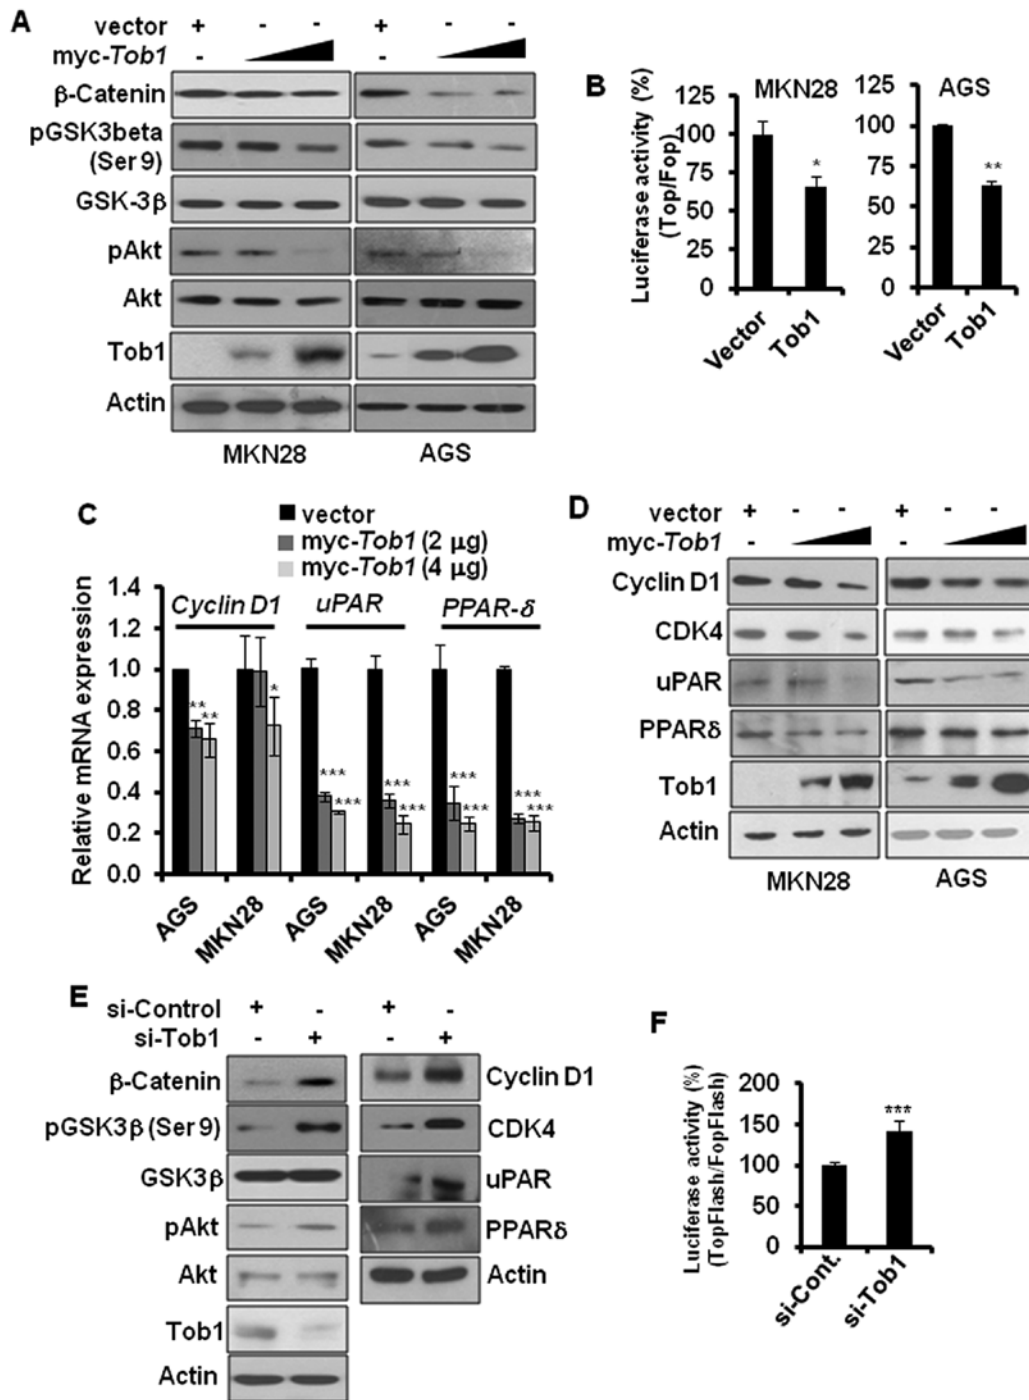 A
vector + - - + - -
myc-Tob1 - -
β-Catenin
pGSK3beta
(Ser 9)
GSK-3β
pAkt
Akt
Tob1
Actin
MKN28 AGS
B
MKN28 AGS
Luciferase activity (%)
(Top/Fop)
125
100
75
50
25
0
*
Vector
Tob1
125
100
75
50
25
0
**
Vector
Tob1
C
vector
myc-Tob1 (2 μg)
myc-Tob1 (4 μg)
Relative mRNA expression
1.4
1.2
1.0
0.8
0.6
0.4
0.2
0.0
Cyclin D1 uPAR PPAR-δ
** ** * *** *** *** *** *** *** *** ***
AGS MKN28 AGS MKN28 AGS MKN28
D
vector + - - + - -
myc-Tob1 - -
Cyclin D1
CDK4
uPAR
PPARδ
Tob1
Actin
MKN28 AGS
E
si-Control + - + -
si-Tob1 - + - +
β-Catenin
pGSK3β (Ser 9)
GSK3β
pAkt
Akt
Tob1
Actin
Cyclin D1
CDK4
uPAR
PPARδ
Actin
F
Luciferase activity (%)
(TopFlash/FopFlash)
200
150
100
50
0
***
si-Cont.
si-Tob1